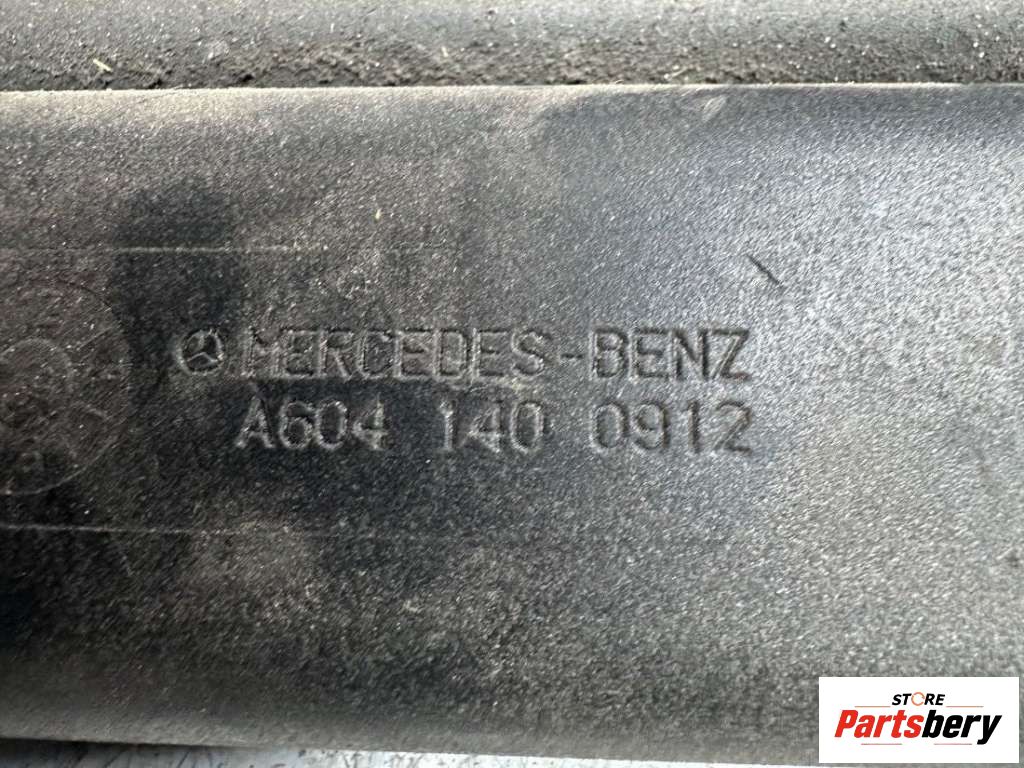 MERCEDES-BENZ
A604 140 0912
STORE
Partsbery